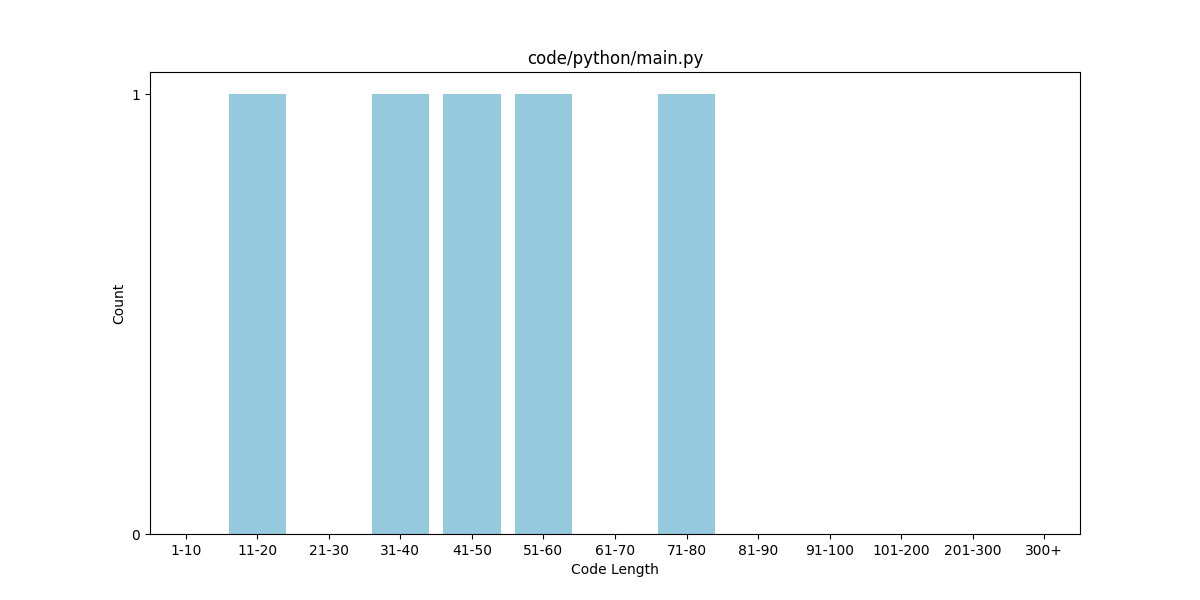 code/python/main.py
1
Count
0
1-10 11-20 21-30 31-40 41-50 51-60 61-70 71-80 81-90 91-100 101-200 201-300 300+
Code Length